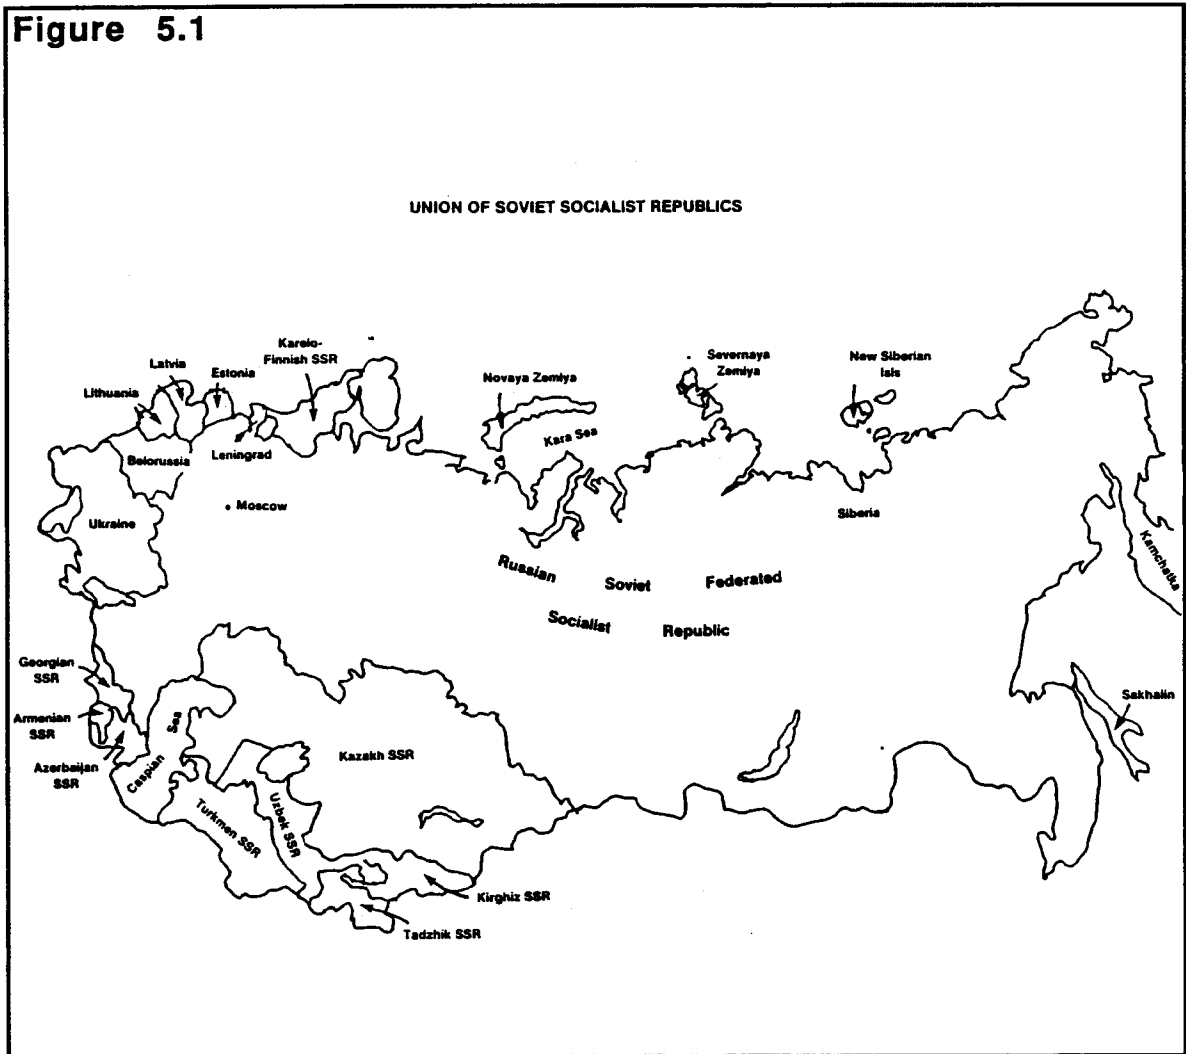 Figure 5.1
UNION OF SOVIET SOCIALIST REPUBLICS
Karelo-
Finnish SSR
Latvia
Estonia
Lithuania
Novaya Zemlya
Severnaya
Zemlya
New Siberian
Isls
Kara Sea
Leningrad
Belorussia
Moscow
Ukraine
Siberia
Kamchatka
Russian Soviet Federated
Socialist Republic
Georgian
SSR
Armenian
SSR
Azerbaijan
SSR
Caspian Sea
Kazakh SSR
Sakhalin
Turkmen SSR
Uzbek SSR
Kirghiz SSR
Tadzhik SSR